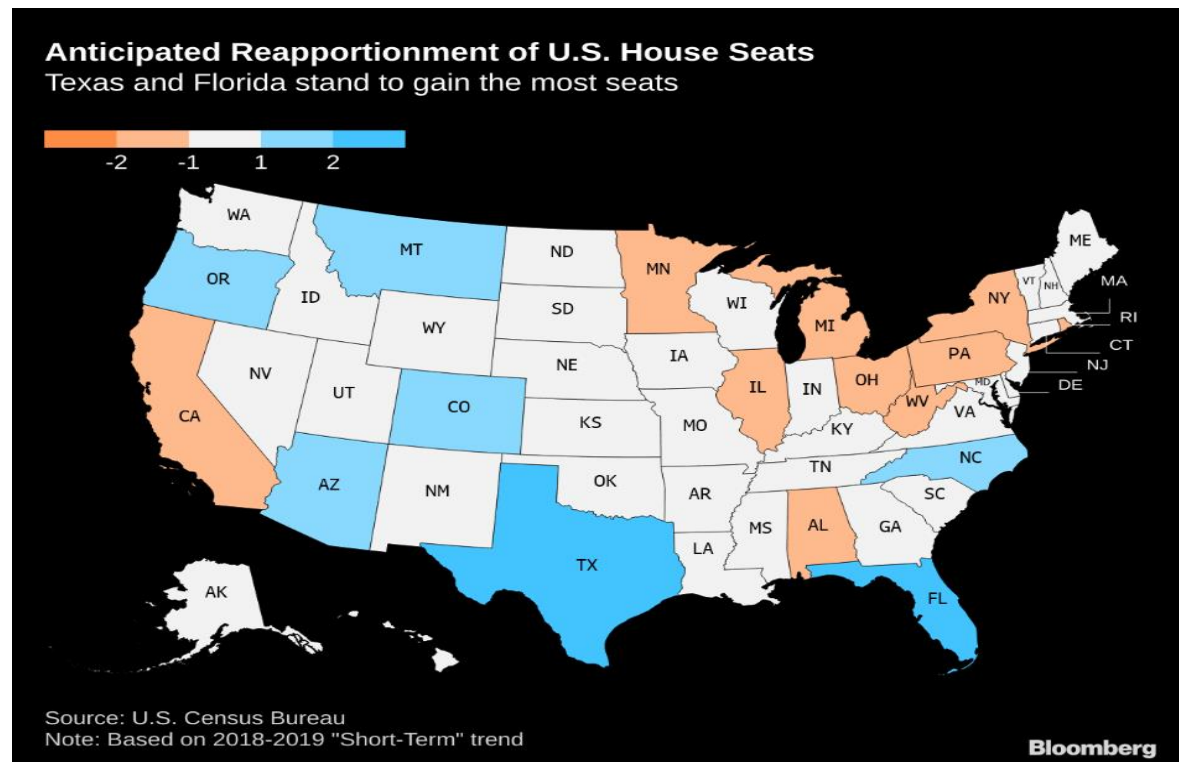 Anticipated Reapportionment of U.S. House Seats
Texas and Florida stand to gain the most seats
-2 -1 1 2
WA
MT
ND
MN
ME
OR
ID
SD
WI
VT
NH
MA
WY
MI
NY
RI
IA
PA
CT
NE
NJ
NV
UT
IL
IN
OH
MD
DE
CA
CO
KS
MO
WV
VA
KY
AZ
NM
OK
TN
NC
AR
SC
MS
AL
GA
LA
TX
AK
FL
Source: U.S. Census Bureau
Note: Based on 2018-2019 "Short-Term" trend
Bloomberg